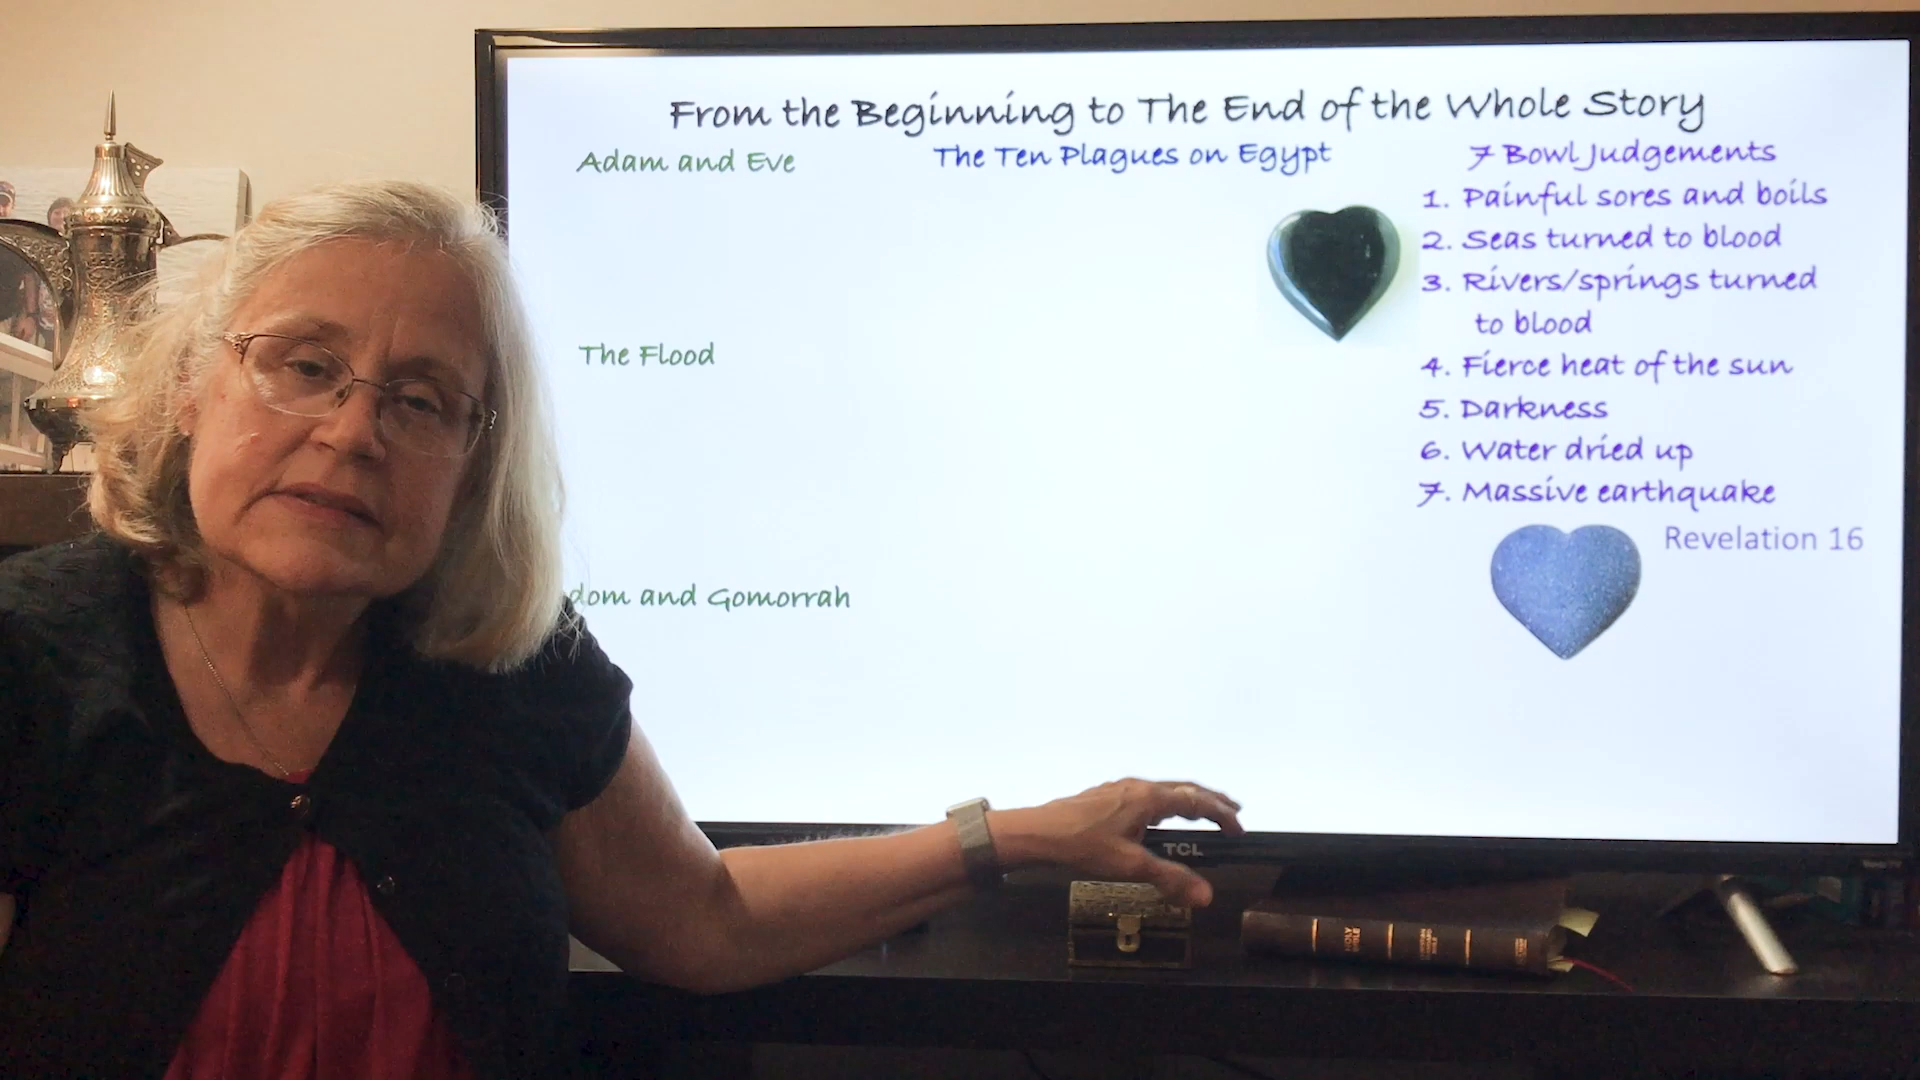 From the Beginning to The End of the Whole Story
Adam and Eve
The Flood
dom and Gomorrah
The Ten Plagues on Egypt
7 Bowl Judgements
1. Painful sores and boils
2. Seas turned to blood
3. Rivers/springs turned
to blood
4. Fierce heat of the sun
5. Darkness
6. Water dried up
7. Massive earthquake
Revelation 16
TCL
HOLY
BIBLE